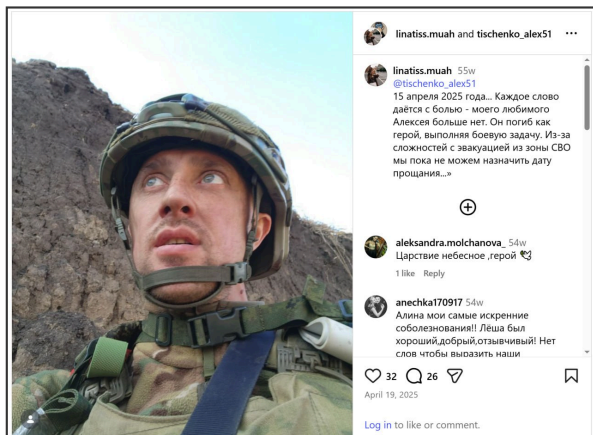 linatiss.muah and tischenko_alex51
linatiss.muah 55w
@tischenko_alex51
15 апреля 2025 года... Каждое слово
даётся с болью - моего любимого
Алексея больше нет. Он погиб как
герой, выполняя боевую задачу. Из-за
сложностей с эвакуацией из зоны СВО
мы пока не можем назначить дату
прощания...»
aleksandra.molchanova_ 54w
Царствие небесное ,герой 🕊
1 like Reply
anechka170917 54w
Алина мои самые искренние
соболезнования!! Лёша был
хороший,добрый,отзывчивый! Нет
слов чтобы выразить наши
32 26
April 19, 2025
Log in to like or comment.